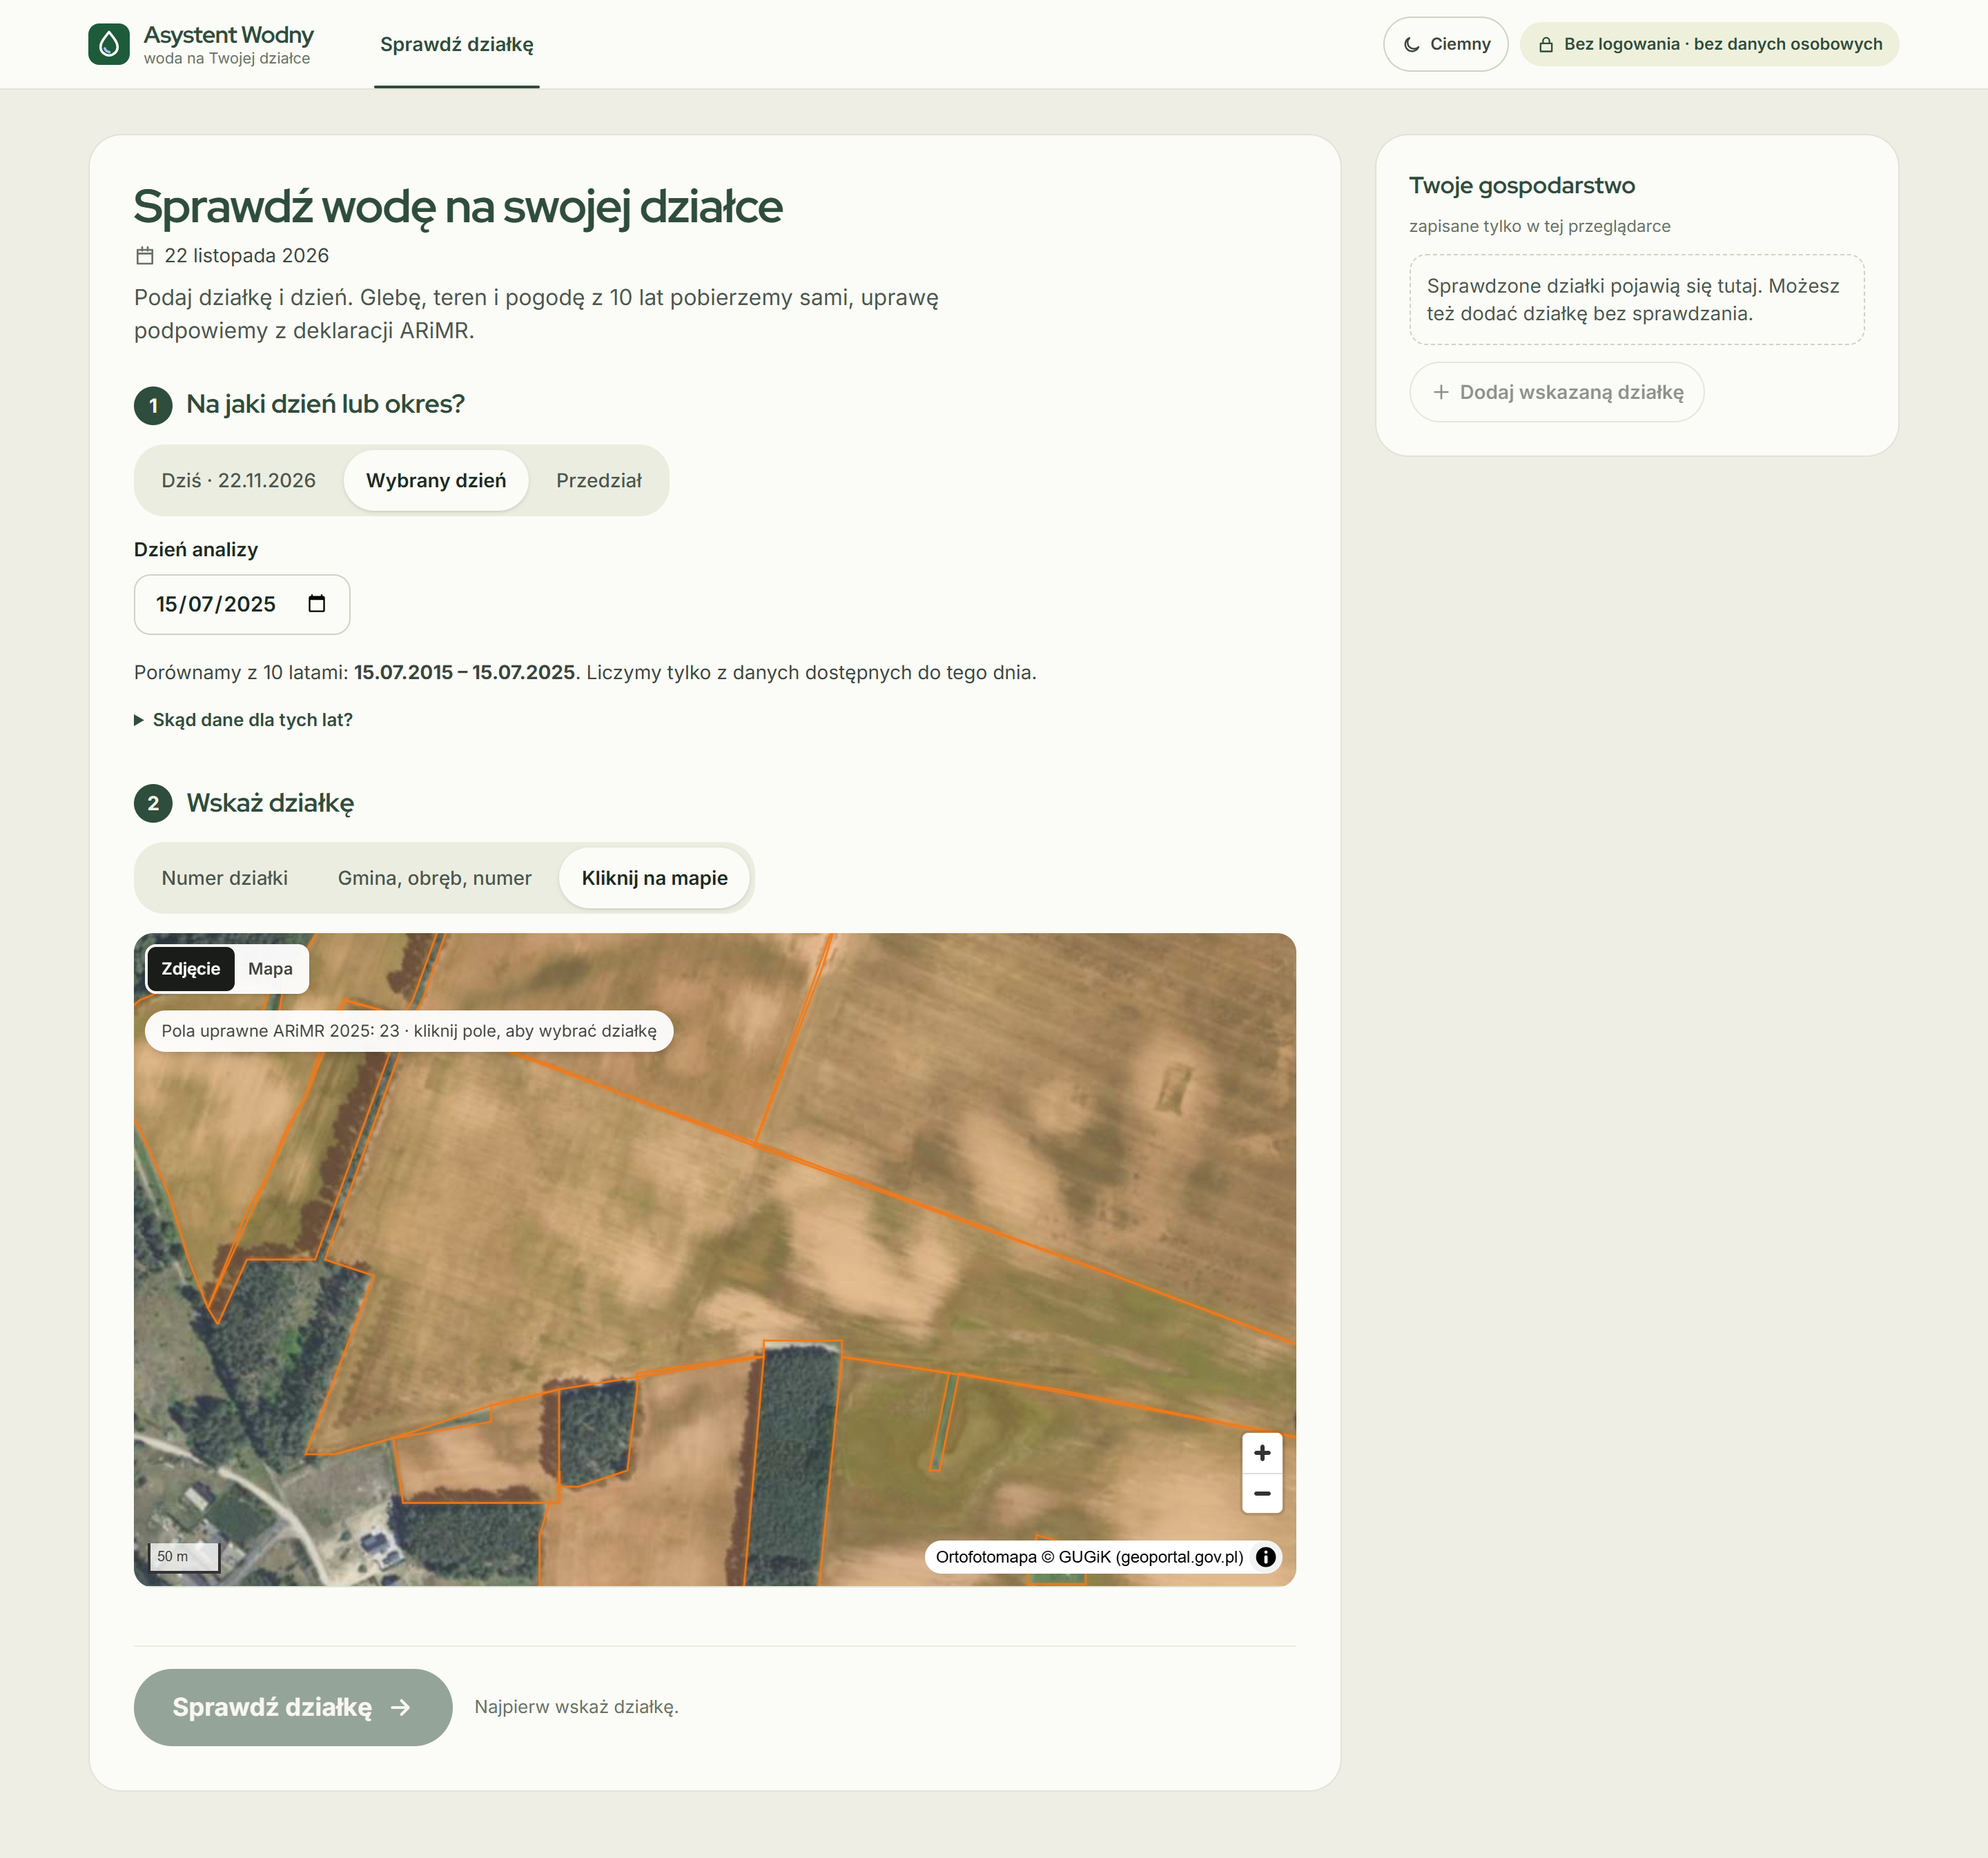 Asystent Wodny
woda na Twojej działce
Sprawdź działkę
Ciemny
Bez logowania · bez danych osobowych
Sprawdź wodę na swojej działce
22 listopada 2026
Podaj działkę i dzień. Glebę, teren i pogodę z 10 lat pobierzemy sami, uprawę
podpowiemy z deklaracji ARiMR.
1 Na jaki dzień lub okres?
Dziś · 22.11.2026 Wybrany dzień Przedział
Dzień analizy
15/07/2025
Porównamy z 10 latami: 15.07.2015 – 15.07.2025. Liczymy tylko z danych dostępnych do tego dnia.
Skąd dane dla tych lat?
2 Wskaż działkę
Numer działki Gmina, obręb, numer Kliknij na mapie
Zdjęcie Mapa
Pola uprawne ARiMR 2025: 23 · kliknij pole, aby wybrać działkę
50 m
Ortofotomapa © GUGiK (geoportal.gov.pl)
Sprawdź działkę
Najpierw wskaż działkę.
Twoje gospodarstwo
zapisane tylko w tej przeglądarce
Sprawdzone działki pojawią się tutaj. Możesz
też dodać działkę bez sprawdzania.
+ Dodaj wskazaną działkę